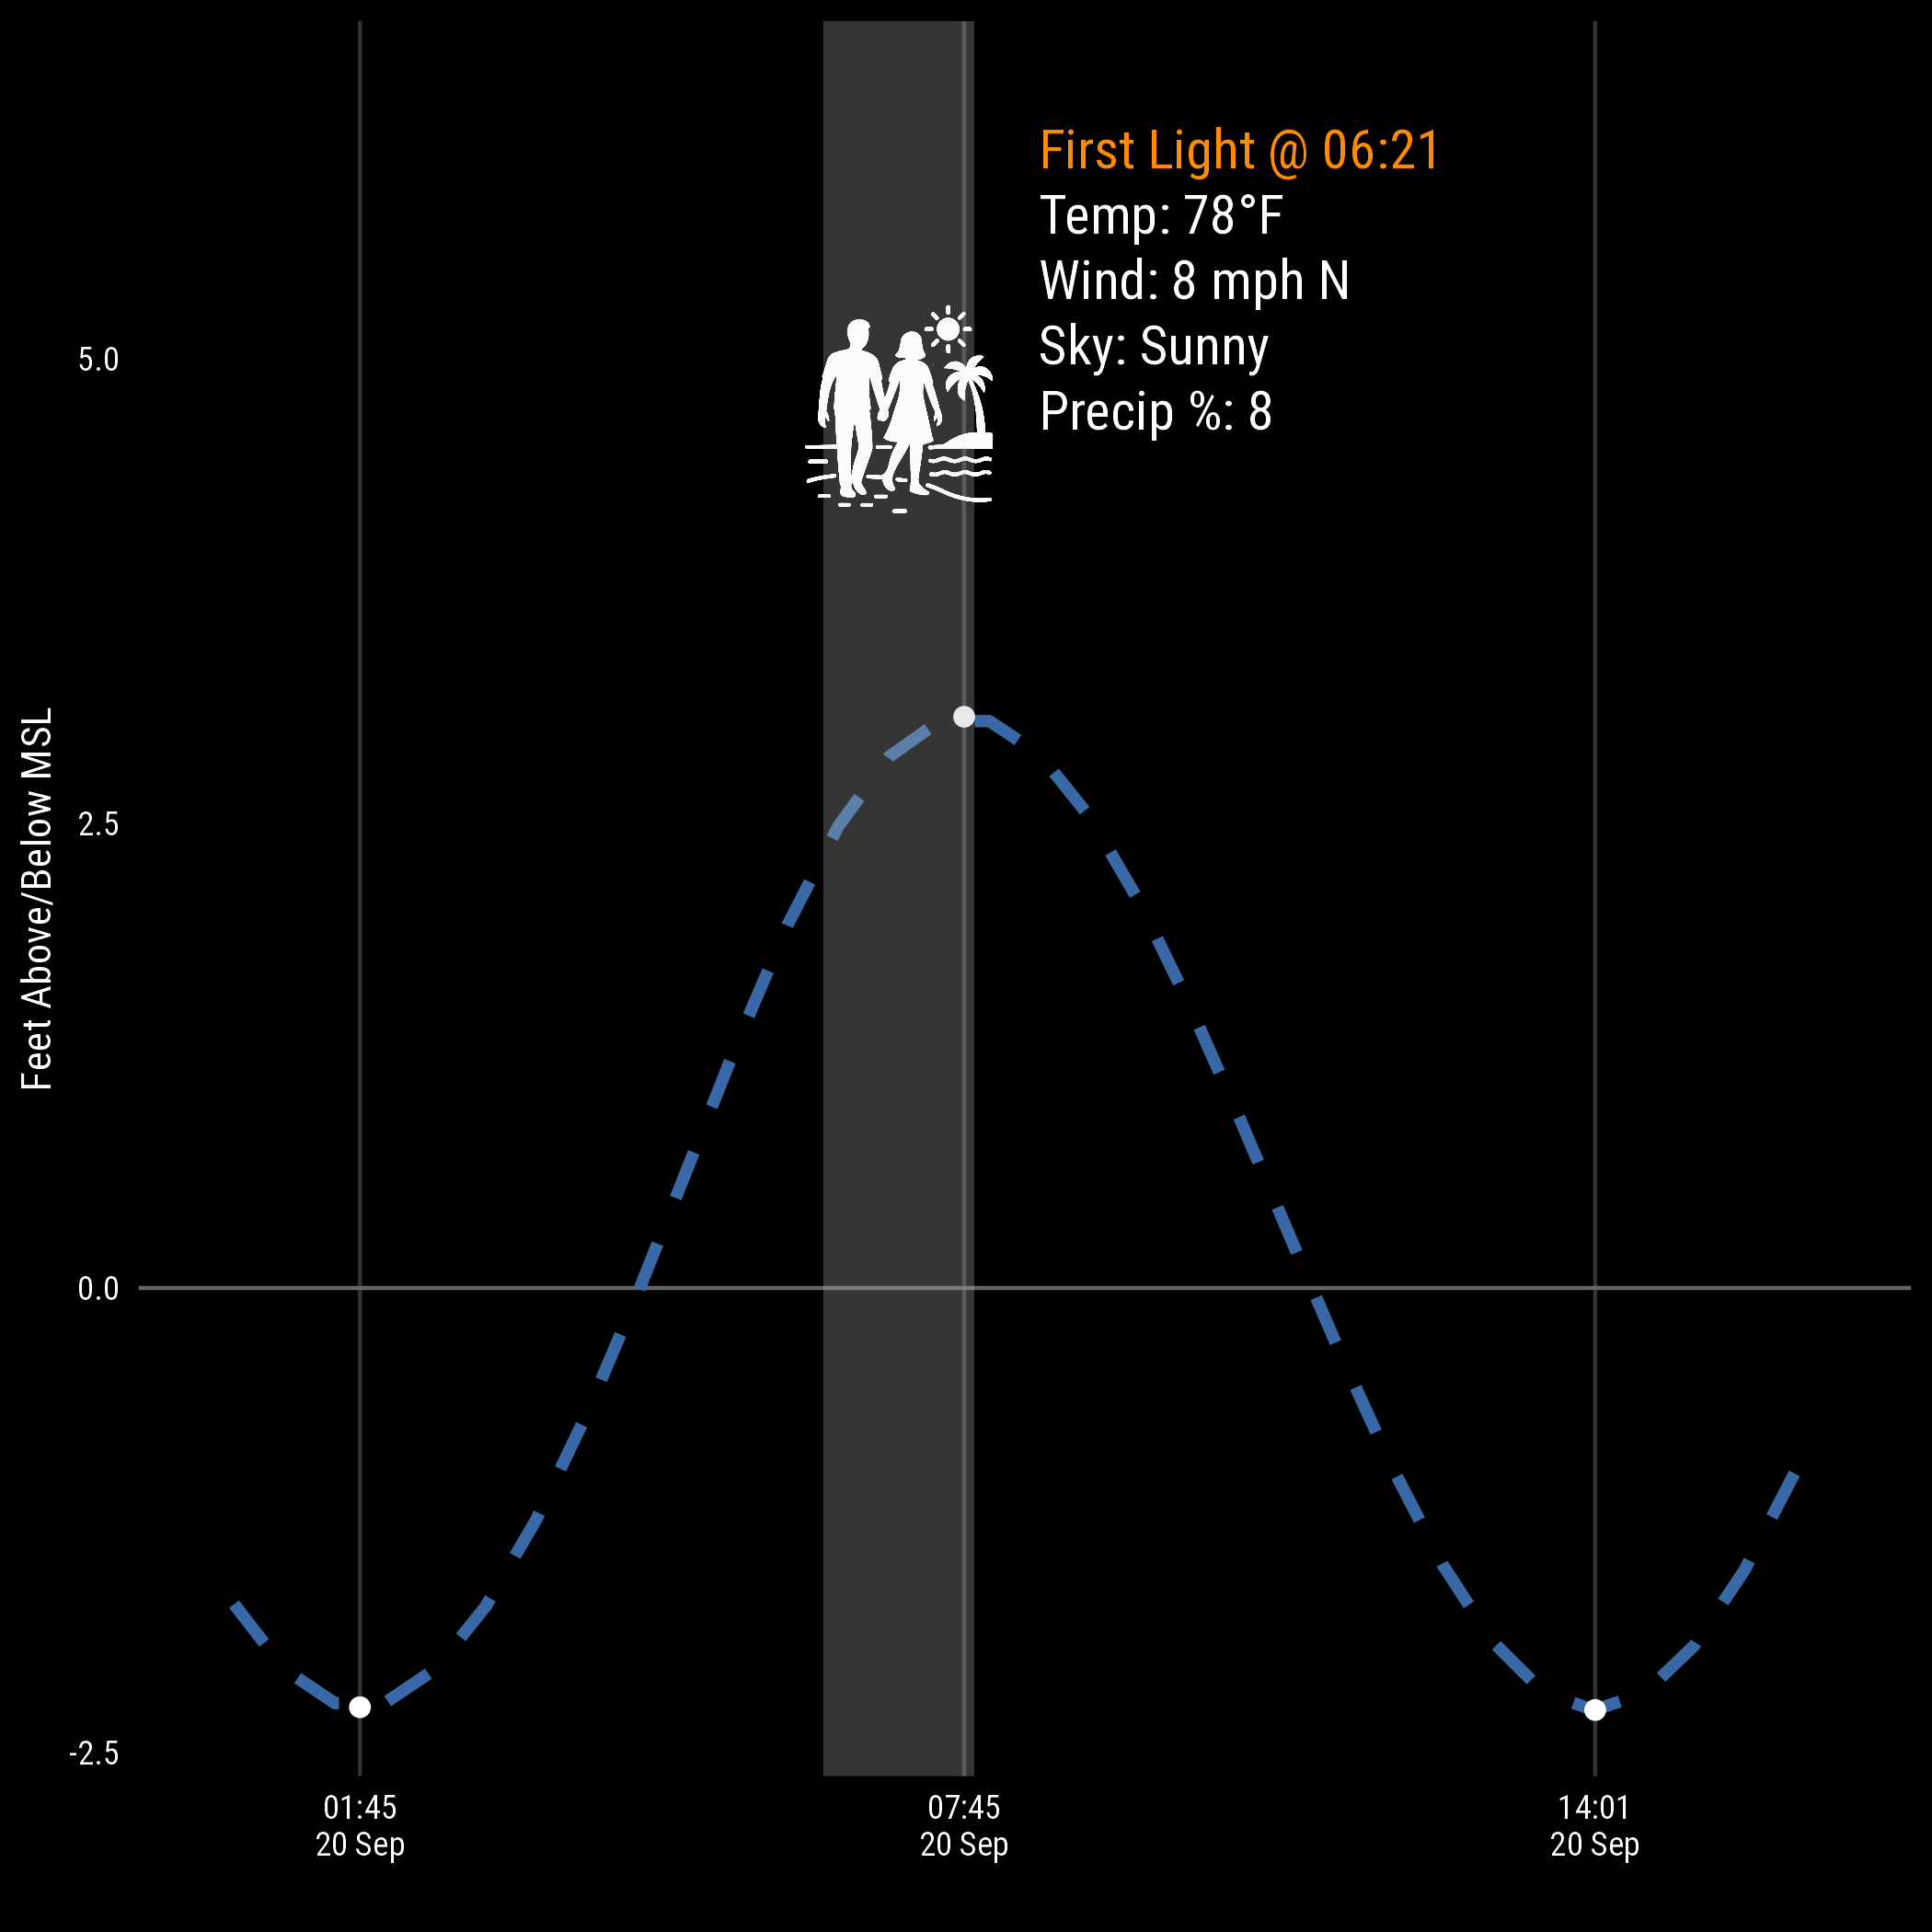 First Light @ 06:21
Temp: 78°F
Wind: 8 mph N
Sky: Sunny
Precip %: 8
Feet Above/Below MSL
5.0
2.5
0.0
-2.5
01:45
20 Sep
07:45
20 Sep
14:01
20 Sep